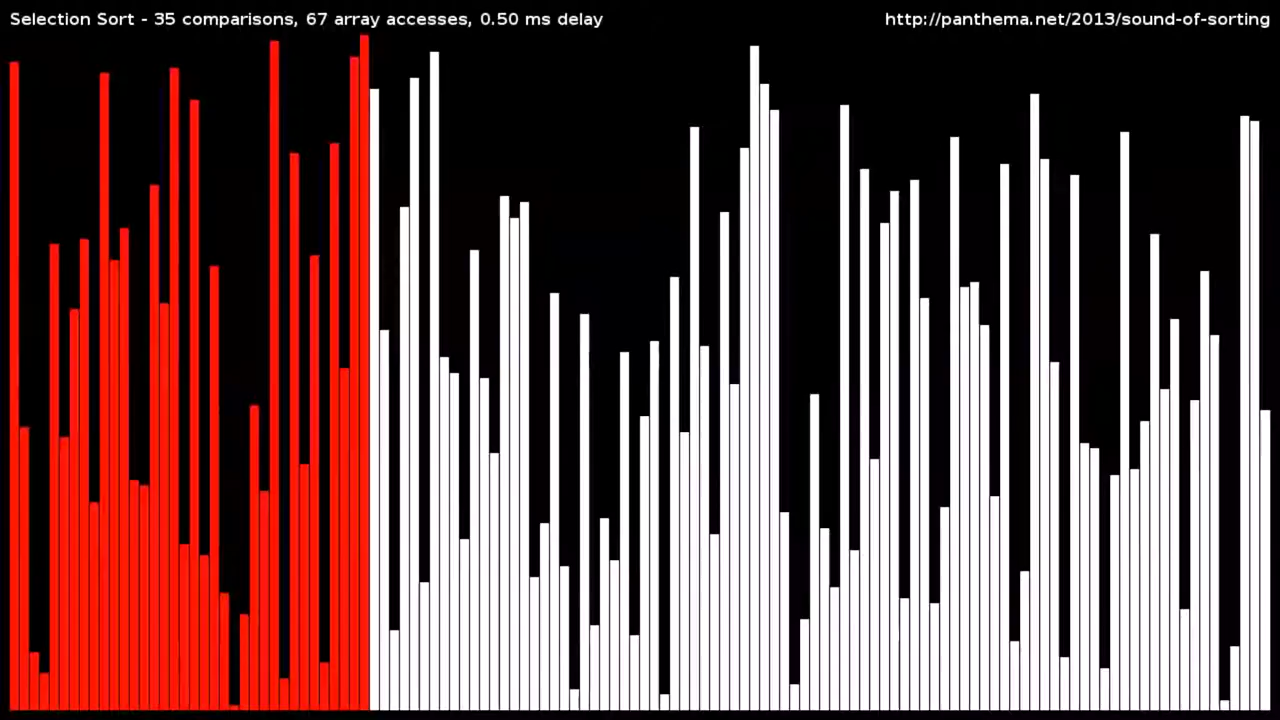 Selection Sort - 35 comparisons, 67 array accesses, 0.50 ms delay
http://panthema.net/2013/sound-of-sorting